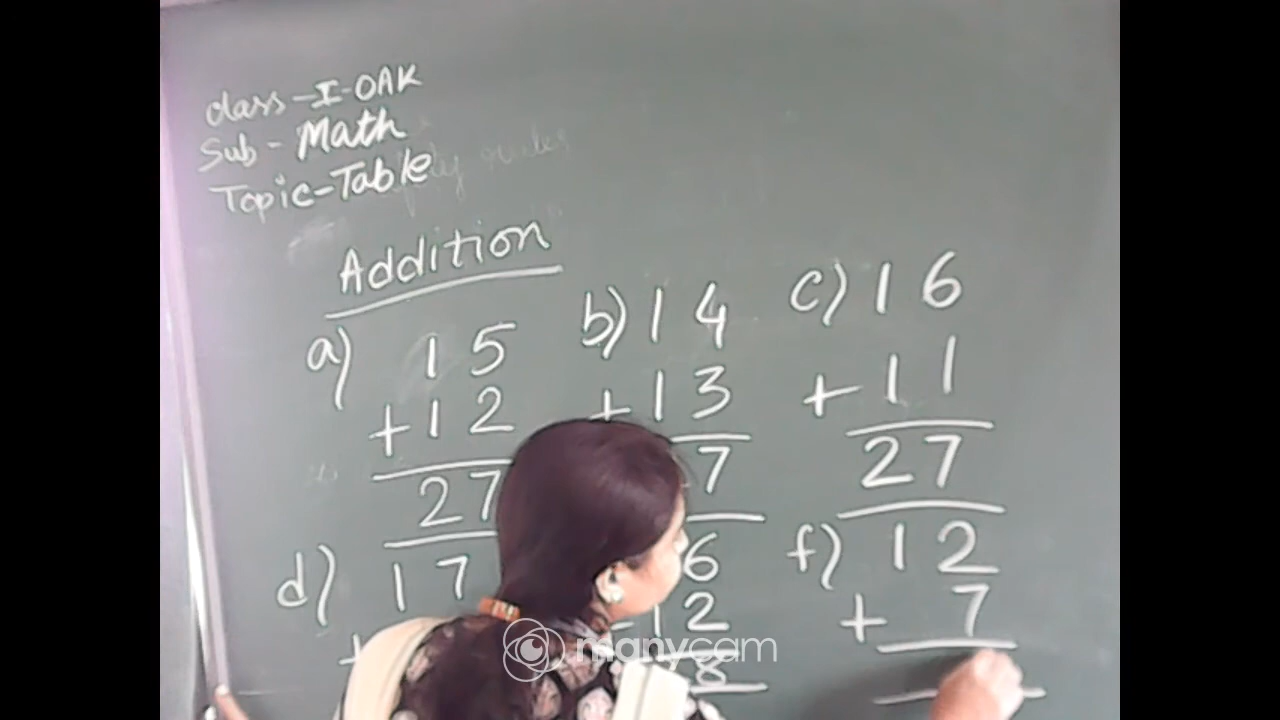 class-I-OAK
Sub-Math
Topic-Table
Addition
a) 15
+12
27
b) 14
+13
7
c) 16
+11
27
d) 17
+
6
12
8
f) 12
+ 7
manycam